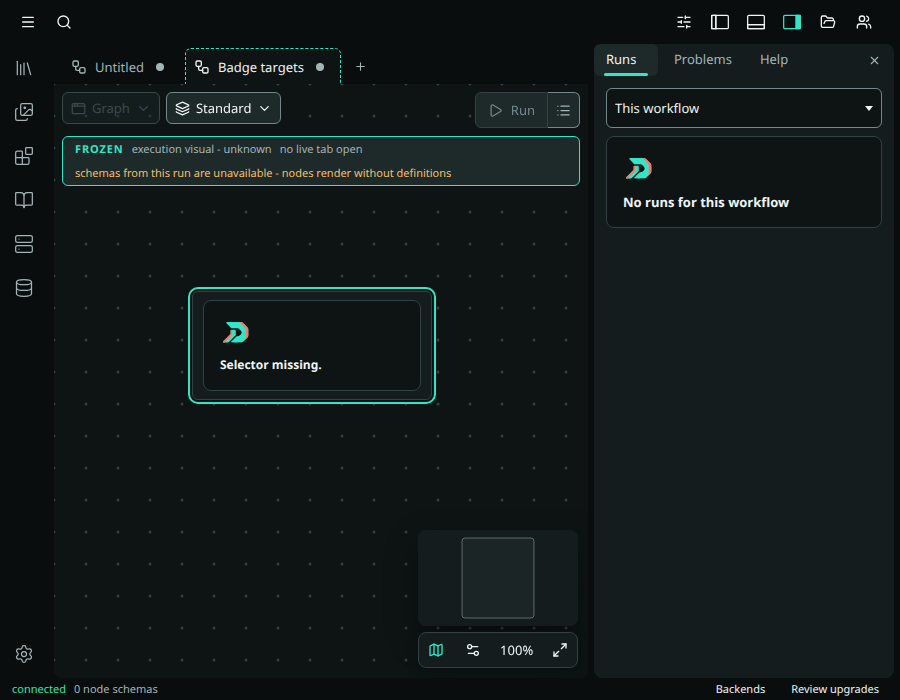 Untitled
Badge targets
Runs
Problems
Help
Graph
Standard
Run
This workflow
FROZEN execution visual - unknown no live tab open
schemas from this run are unavailable - nodes render without definitions
No runs for this workflow
Selector missing.
100%
connected 0 node schemas
Backends
Review upgrades